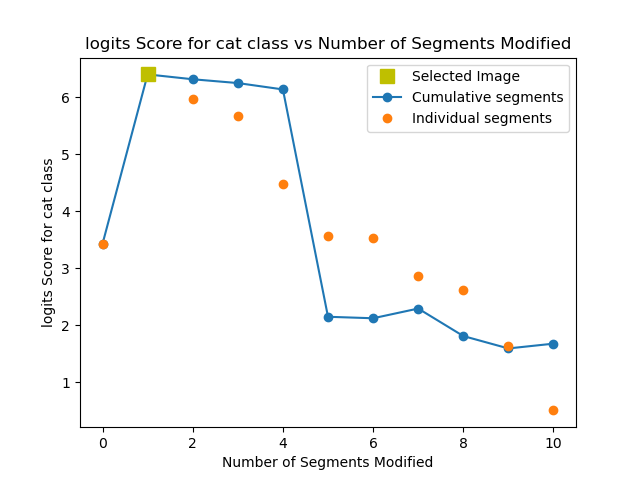 logits Score for cat class vs Number of Segments Modified
Selected Image
Cumulative segments
Individual segments
logits Score for cat class
6
5
4
3
2
1
0 2 4 6 8 10
Number of Segments Modified